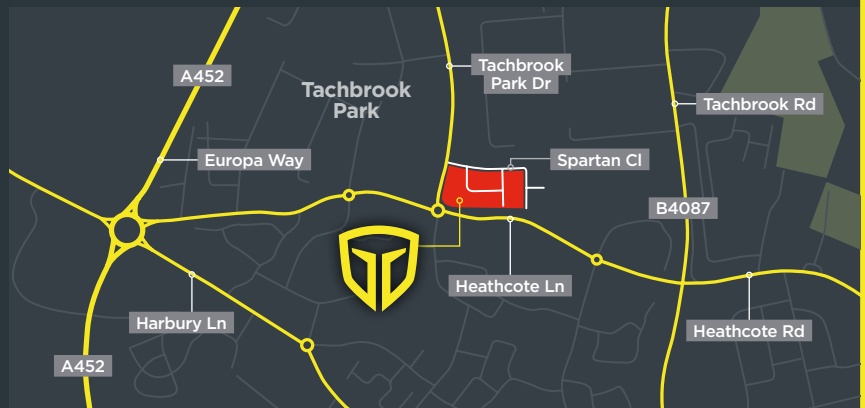 A452
Tachbrook
Park Dr
Tachbrook
Park
Tachbrook Rd
Europa Way
Spartan Cl
B4087
Heathcote Ln
Harbury Ln
Heathcote Rd
A452